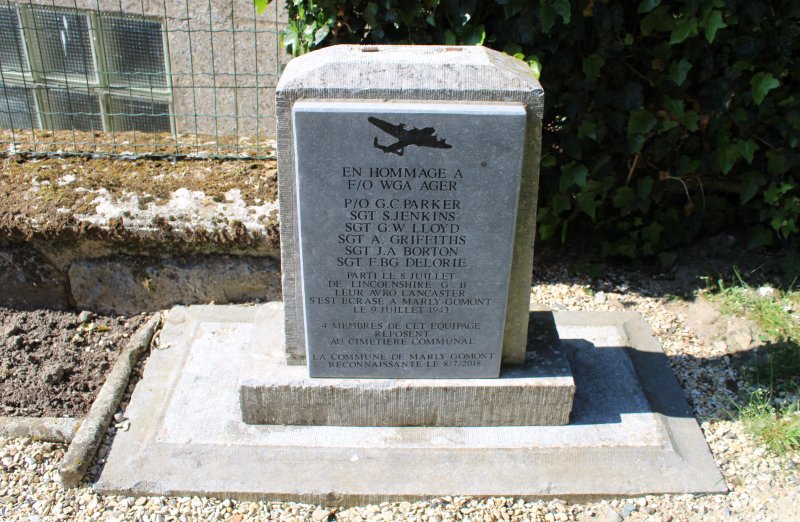 EN HOMMAGE A
F/O WGA AGER
P/O G.C PARKER
SGT S.JENKINS
SGT G.W LLOYD
SGT A. GRIFFITHS
SGT J.A BORTON
SGT F.BG DELORIE
PARTI LE 8 JUILLET
DE LINCOLNSHIRE G B
LEUR AVRO LANCASTER
S'EST ECRASE A MARLY-GOMONT
LE 9 JUILLET 1943
4 MEMBRES DE CET EQUIPAGE
REPOSENT
AU CIMETIERE COMMUNAL
LA COMMUNE DE MARLY GOMONT
RECONNAISSANTE LE 8/7/2018